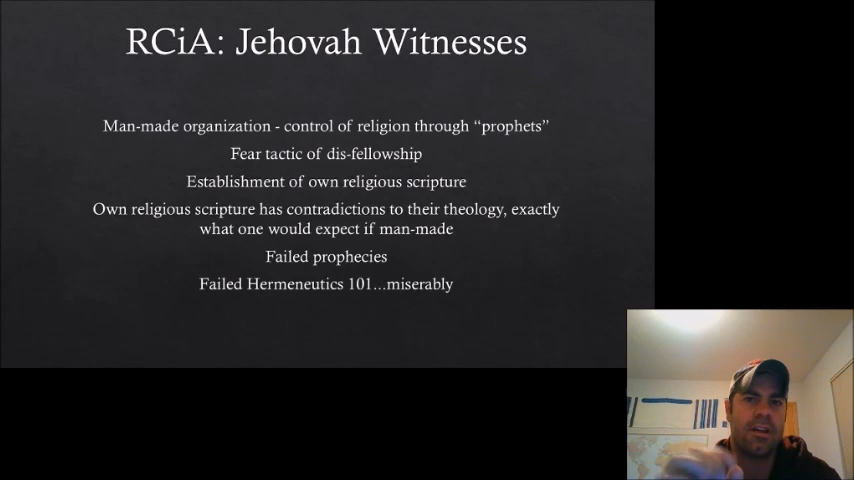 RCiA: Jehovah Witnesses
Man-made organization - control of religion through “prophets”
Fear tactic of dis-fellowship
Establishment of own religious scripture
Own religious scripture has contradictions to their theology, exactly
what one would expect if man-made
Failed prophecies
Failed Hermeneutics 101...miserably